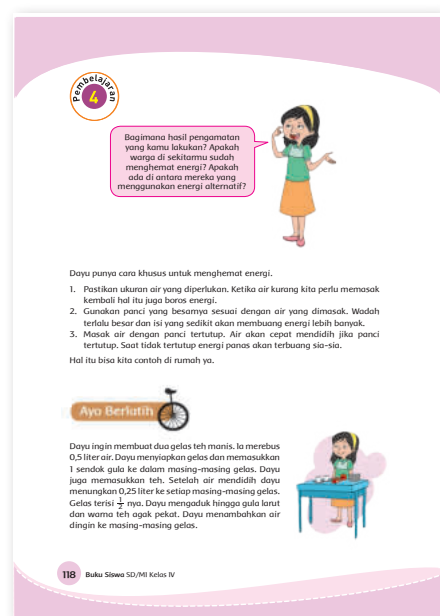 Pembelajaran
4
Bagimana hasil pengamatan
yang kamu lakukan? Apakah
warga di sekitarmu sudah
menghemat energi? Apakah
ada di antara mereka yang
menggunakan energi alternatif?
Dayu punya cara khusus untuk menghemat energi.
1. Pastikan ukuran air yang diperlukan. Ketika air kurang kita perlu memasak
kembali hal itu juga boros energi.
2. Gunakan panci yang besarnya sesuai dengan air yang dimasak. Wadah
terlalu besar dan isi yang sedikit akan membuang energi lebih banyak.
3. Masak air dengan panci tertutup. Air akan cepat mendidih jika panci
tertutup. Saat tidak tertutup energi panas akan terbuang sia-sia.
Hal itu bisa kita contoh di rumah ya.
Ayo Berlatih
Dayu ingin membuat dua gelas teh manis. Ia merebus
0,5 liter air. Dayu menyiapkan gelas dan memasukkan
1 sendok gula ke dalam masing-masing gelas. Dayu
juga memasukkan teh. Setelah air mendidih dayu
menungkan 0,25 liter ke setiap masing-masing gelas.
Gelas terisi 1/2 nya. Dayu mengaduk hingga gula larut
dan warna teh agak pekat. Dayu menambahkan air
dingin ke masing-masing gelas.
118 Buku Siswa SD/MI Kelas IV